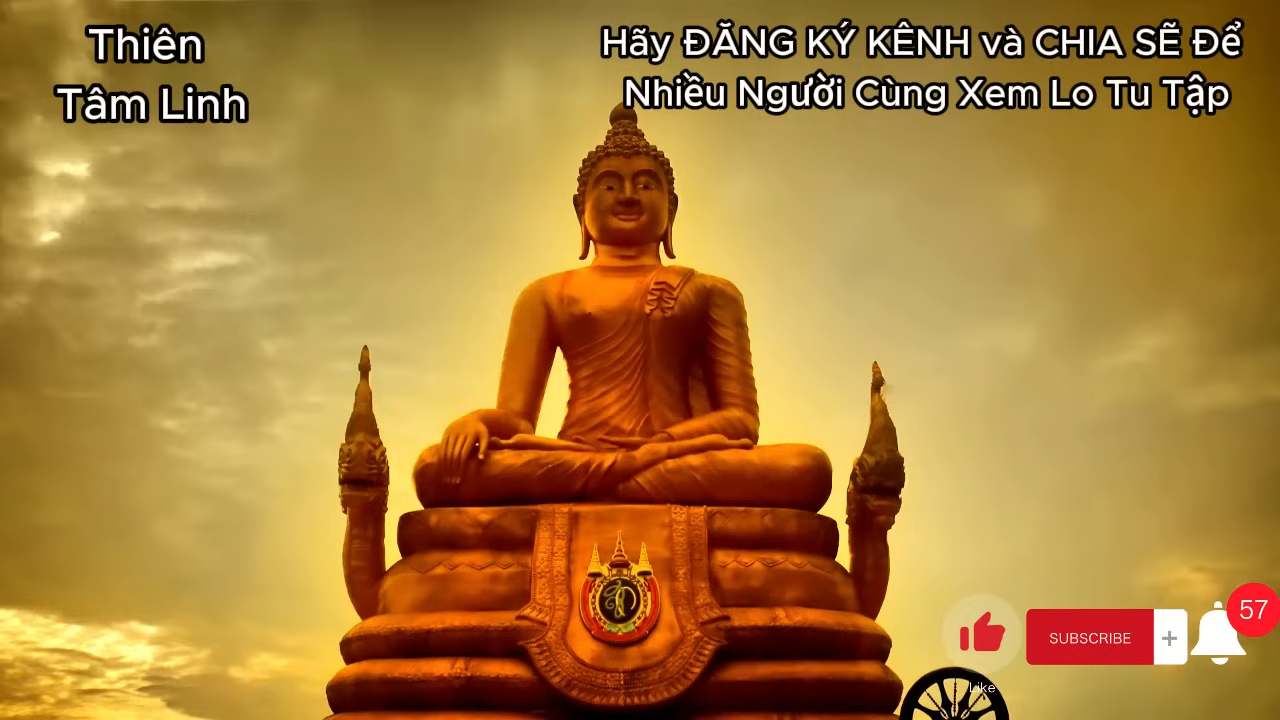 Thiên
Tâm Linh
Hãy ĐĂNG KÝ KÊNH và CHIA SẼ Để
Nhiều Người Cùng Xem Lo Tu Tập
57
SUBSCRIBE
Like